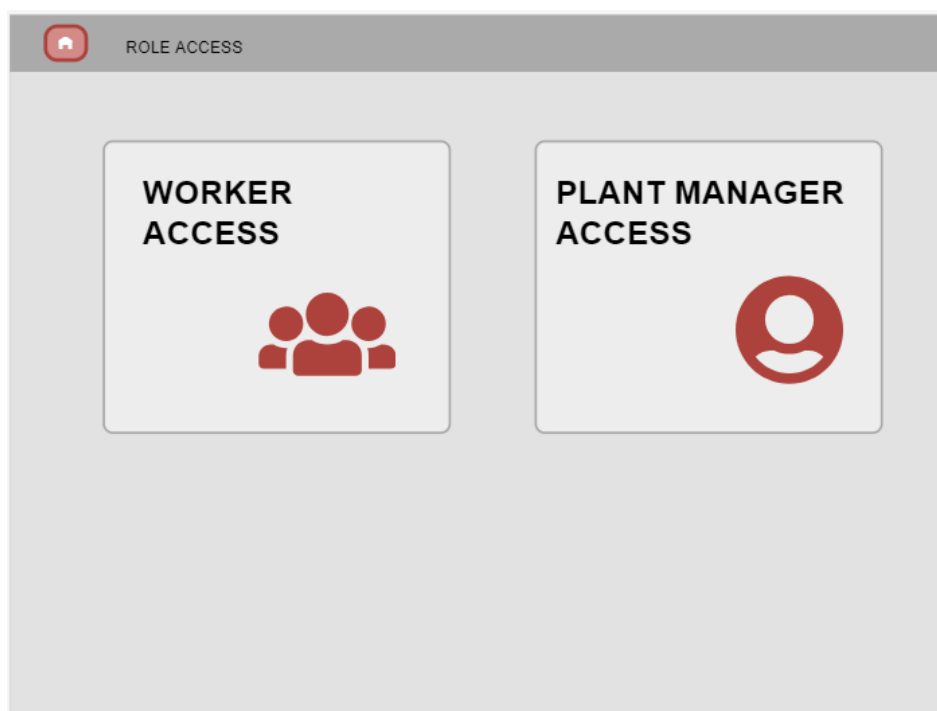 ROLE ACCESS
WORKER
ACCESS
PLANT MANAGER
ACCESS